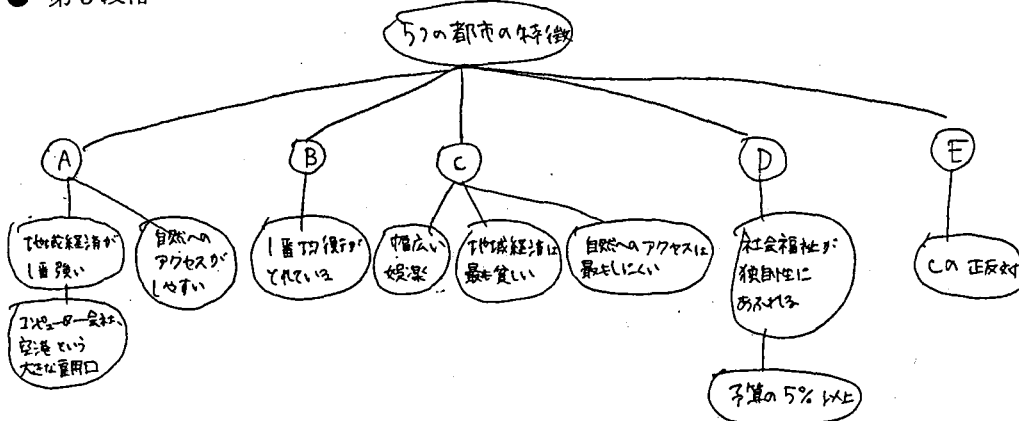 ● 第3段落
5つの都市の特徴
A
B
C
D
E
地域経済が
1番強い
自然への
アクセスが
しやすい
1番均衡が
とれている
幅広い
娯楽
地域経済は
最も貧しい
自然へのアクセスは
最もしにくい
社会福祉が
独自性に
あふれる
Cの正反対
コンピューター会社、
空港という
大きな雇用口
予算の5%以上